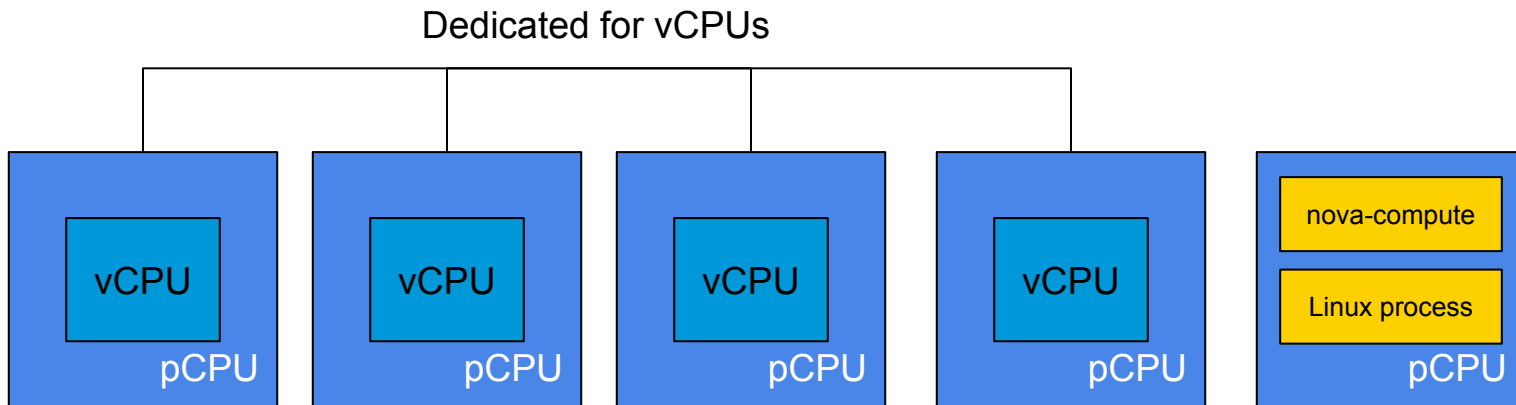 Dedicated for vCPUs
vCPU
pCPU
vCPU
pCPU
vCPU
pCPU
vCPU
pCPU
nova-compute
Linux process
pCPU